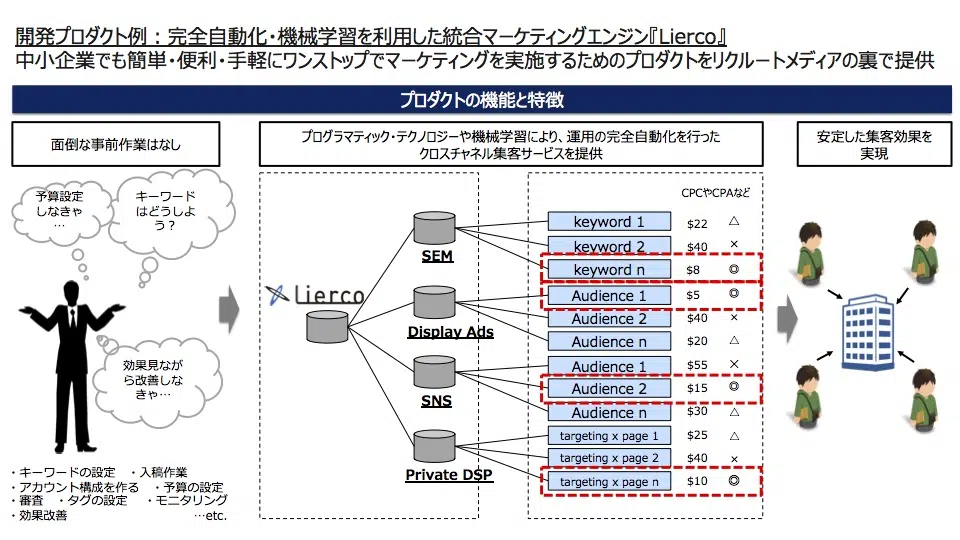 開発プロダクト例：完全自動化・機械学習を利用した統合マーケティングエンジン『Lierco』
中小企業でも簡単・便利・手軽にワンストップでマーケティングを実施するためのプロダクトをリクルートメディアの裏で提供
プロダクトの機能と特徴
面倒な事前作業はなし
予算設定
しなきゃ
…
キーワード
はどうしよ
う？
効果見なが
ら改善しな
きゃ…
・キーワードの設定　・入稿作業
・アカウント構成を作る　・予算の設定
・審査　・タグの設定　・モニタリング
・効果改善　…etc.
プログラマティック・テクノロジーや機械学習により、運用の完全自動化を行った
クロスチャネル集客サービスを提供
Lierco
SEM
Display Ads
SNS
Private DSP
CPCやCPAなど
keyword 1 $22 △
keyword 2 $40 ×
keyword n $8 ◎
Audience 1 $5 ◎
Audience 2 $40 ×
Audience n $20 △
Audience 1 $55 ×
Audience 2 $15 ◎
Audience n $30 △
targeting x page 1 $25 △
targeting x page 2 $40 ×
targeting x page n $10 ◎
安定した集客効果を
実現